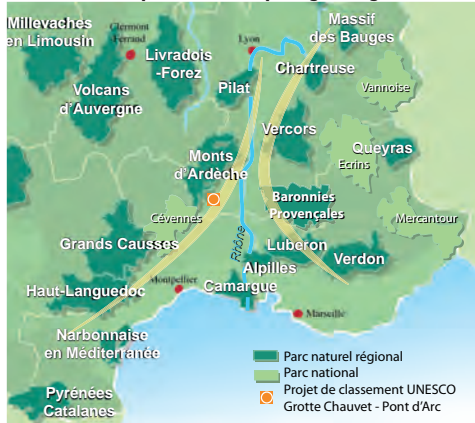 Millevaches
en Limousin
Clermont
Ferrand
Livradois
-Forez
Lyon
Massif
des Bauges
Chartreuse
Volcans
d'Auvergne
Pilat
Vannoise
Vercors
Queyras
Ecrins
Monts
d'Ardèche
Baronnies
Provençales
Cévennes
Mercantour
Grands Causses
Rhône
Luberon
Verdon
Alpilles
Haut-Languedoc
Montpellier
Camargue
Marseille
Narbonnaise
en Méditerranée
Parc naturel régional
Parc national
Projet de classement UNESCO
Grotte Chauvet - Pont d'Arc
Pyrénées
Catalanes